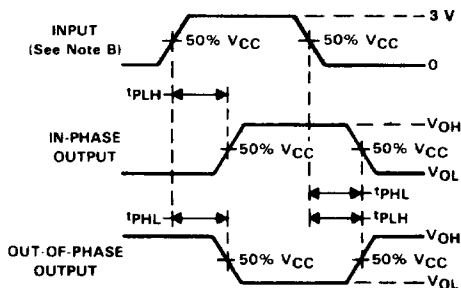 INPUT
(See Note B)
50% VCC
50% VCC
3 V
0
tPLH
IN-PHASE
OUTPUT
50% VCC
50% VCC
VOH
VOL
tPHL
tPHL
tPLH
OUT-OF-PHASE
OUTPUT
50% VCC
50% VCC
VOH
VOL